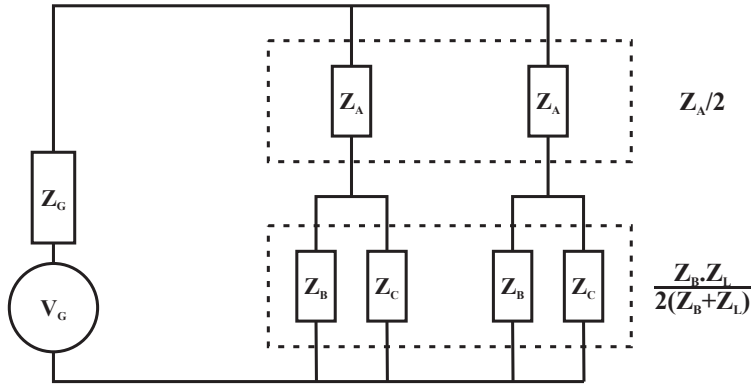 Z_A Z_A Z_A/2
Z_G
Z_B Z_C Z_B Z_C
Z_B.Z_L
2(Z_B+Z_L)
V_G